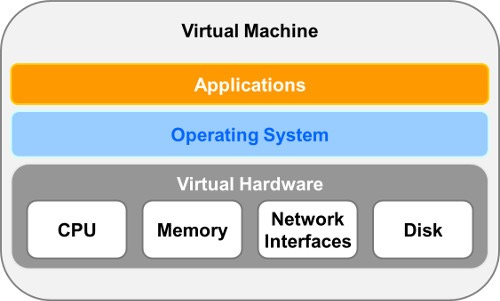 Virtual Machine
Applications
Operating System
Virtual Hardware
CPU
Memory
Network
Interfaces
Disk